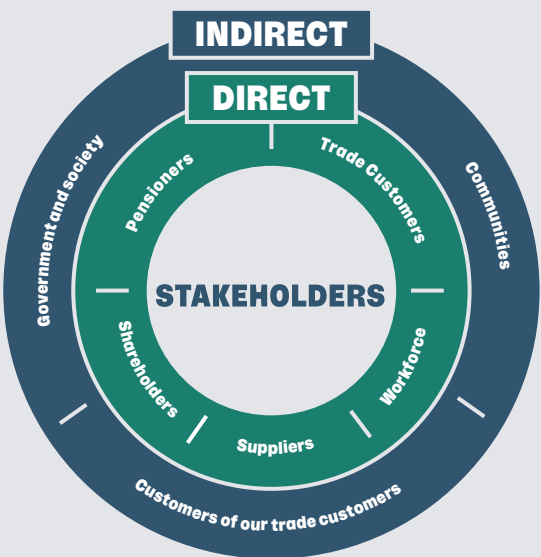 INDIRECT
DIRECT
Government and society
Pensioners
Trade Customers
Communities
STAKEHOLDERS
Shareholders
Workforce
Suppliers
Customers of our trade customers